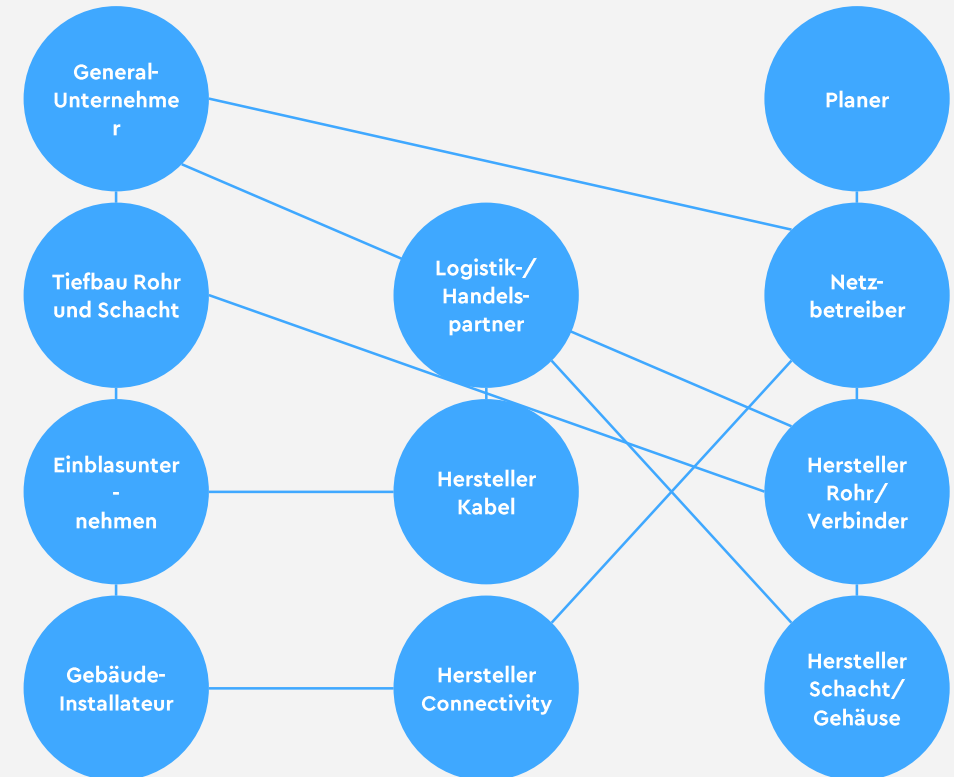 General-
Unternehme
r
Planer
Tiefbau Rohr
und Schacht
Logistik-/
Handels-
partner
Netz-
betreiber
Einblasunter
-
nehmen
Hersteller
Kabel
Hersteller
Rohr/
Verbinder
Gebäude-
Installateur
Hersteller
Connectivity
Hersteller
Schacht/
Gehäuse